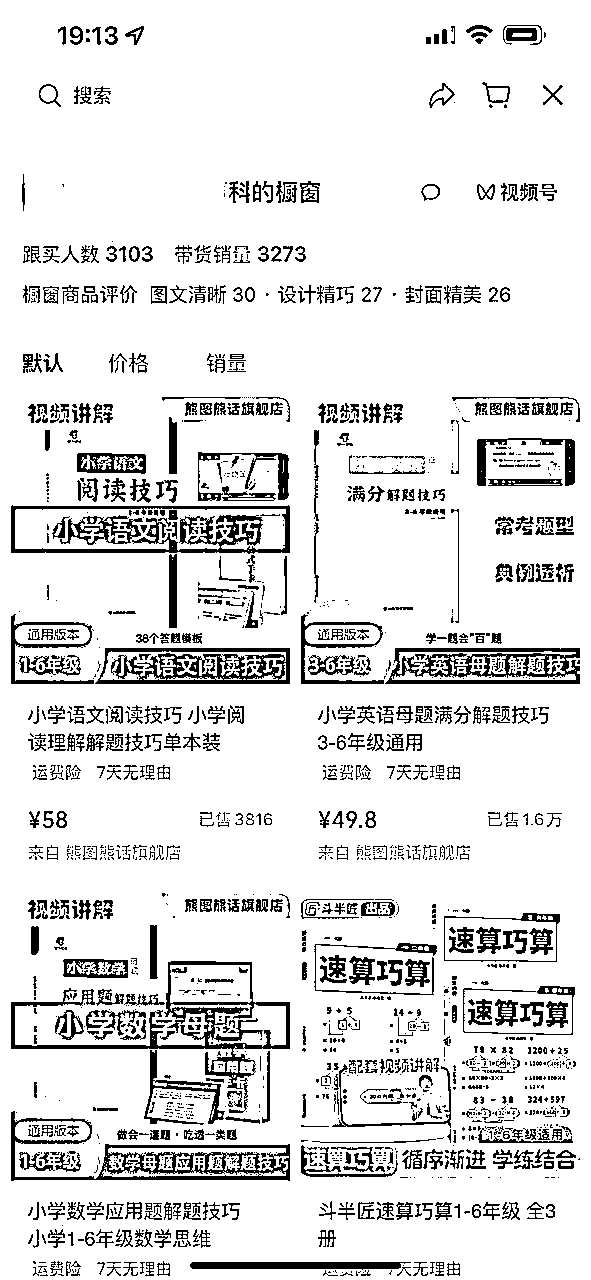 19:13
搜索
科的橱窗
视频号
跟买人数 3103 带货销量 3273
橱窗商品评价 图文清晰 30 · 设计精巧 27 · 封面精美 26
默认 价格 销量
视频讲解
熊图熊话旗舰店
小学语文
阅读技巧
小学语文阅读技巧
38个答题模板
通用版本
1-6年级
小学语文阅读技巧
视频讲解
熊图熊话旗舰店
满分解题技巧
常考题型
典例透析
学一题会"百"题
通用版本
3-6年级
小学英语母题解题技巧
小学语文阅读技巧 小学阅
读理解解题技巧单本装
运费险 7天无理由
¥58
已售 3816
来自 熊图熊话旗舰店
小学英语母题满分解题技巧
3-6年级通用
运费险 7天无理由
¥49.8
已售 1.6万
来自 熊图熊话旗舰店
视频讲解
熊图熊话旗舰店
小学数学
应用题解题技巧
小学数学母题
做会一道题·吃透一类题
通用版本
1-6年级
数学母题应用题解题技巧
斗半匠 出品
速算巧算
速算巧算
速算巧算
5 + 5
14 - 9
配套视频讲解
78 × 82
1200÷25
83 - 38
324+597
1-6年级适用
速算巧算
循序渐进 学练结合
小学数学应用题解题技巧
小学1-6年级数学思维
运费险 7天无理由
斗半匠速算巧算1-6年级 全3
册
运费险 7天无理由